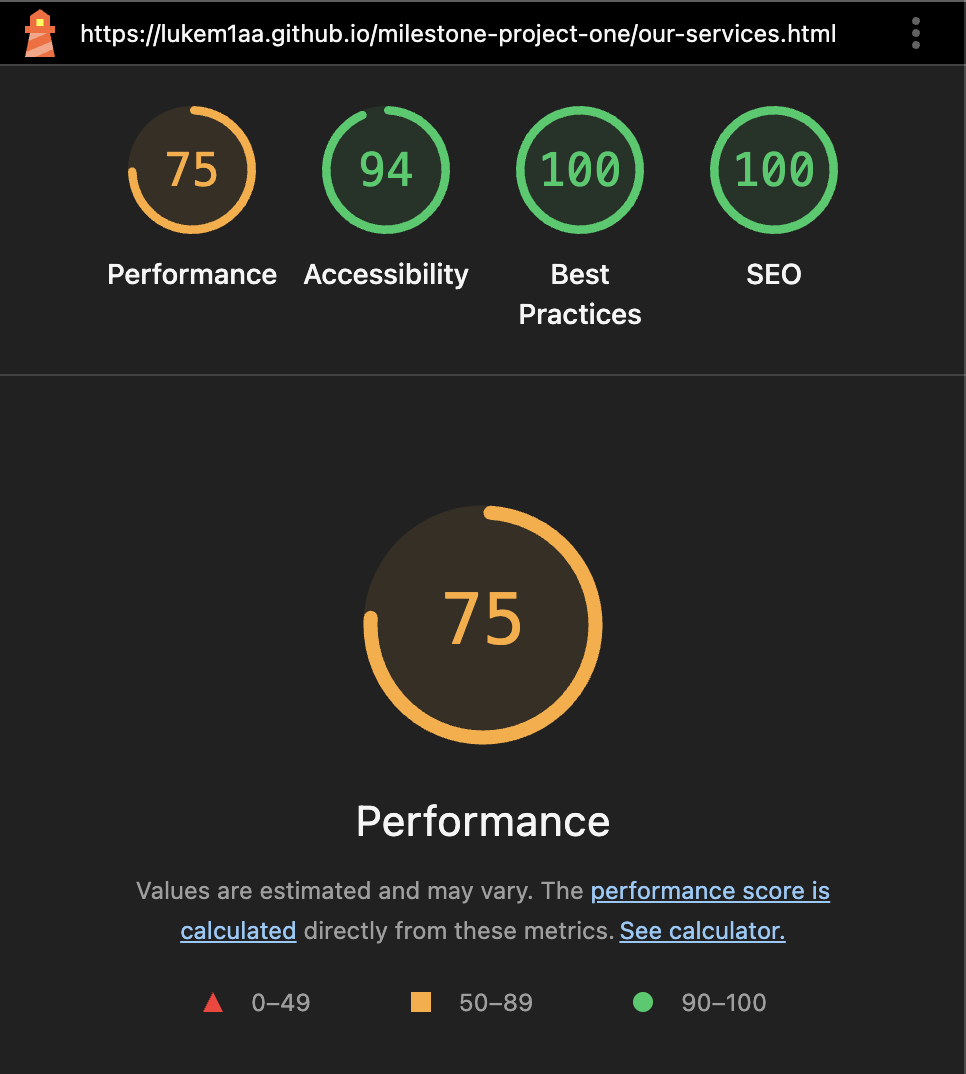 https://lukem1aa.github.io/milestone-project-one/our-services.html
75
94
100
100
Performance
Accessibility
Best
Practices
SEO
75
Performance
Values are estimated and may vary. The performance score is
calculated directly from these metrics. See calculator.
0–49
50–89
90–100